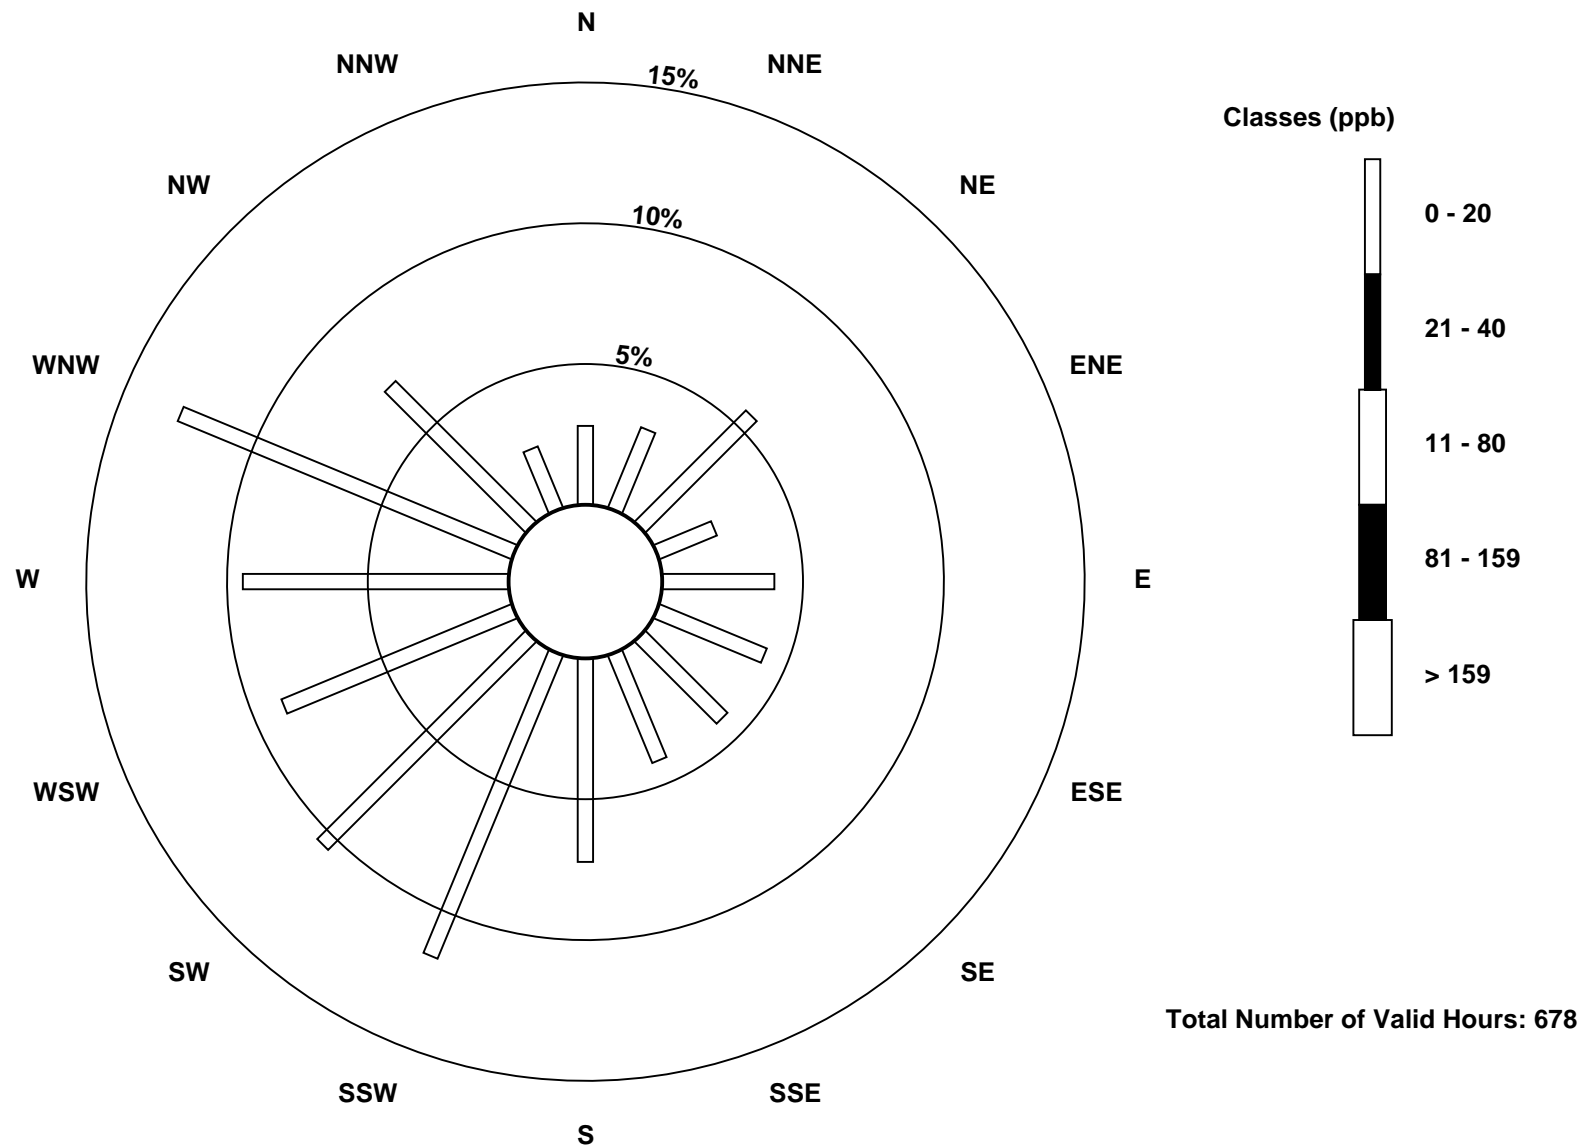 N
NNW
NNE
15%
Classes (ppb)
NW
NE
0 - 20
10%
21 - 40
5%
WNW
ENE
11 - 80
81 - 159
W
E
> 159
WSW
ESE
SW
SE
Total Number of Valid Hours: 678
SSW
SSE
S